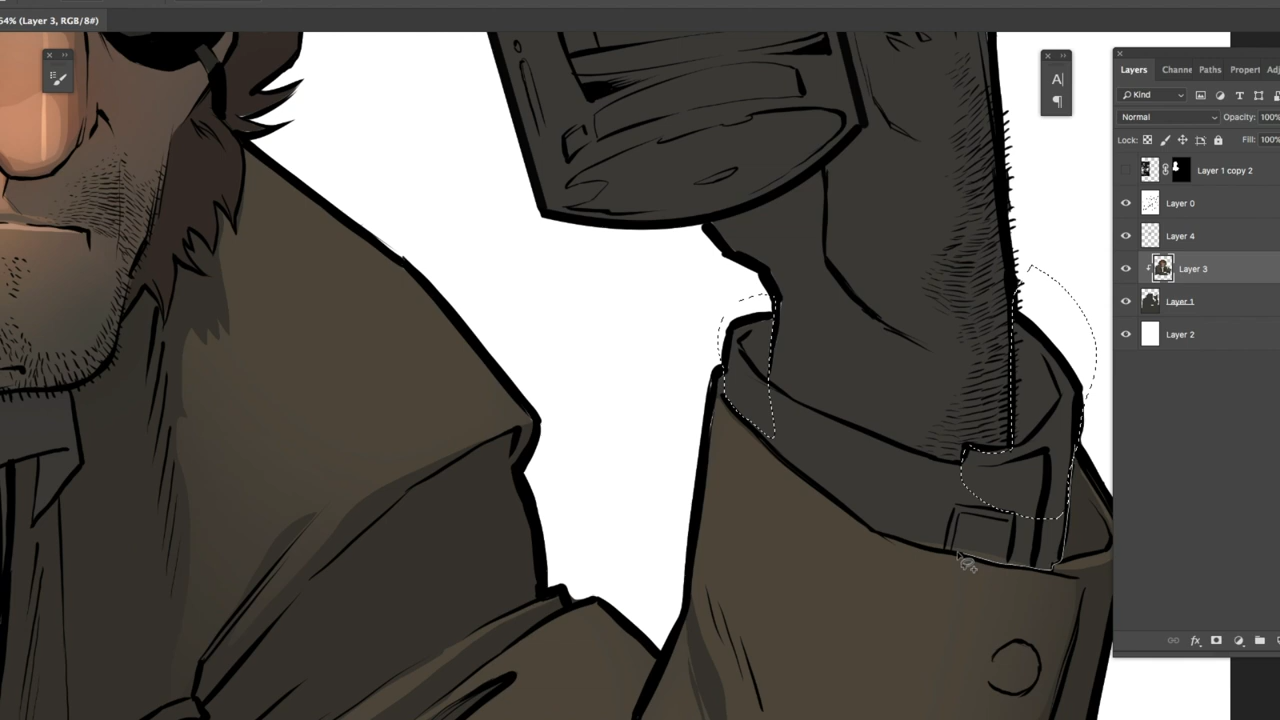 64% (Layer 3, RGB/8#)
A|
¶
Layers Channe Paths Propert Adj
Kind
Normal Opacity: 100%
Lock: Fill: 100%
Layer 1 copy 2
Layer 0
Layer 4
Layer 3
Layer 1
Layer 2
fx